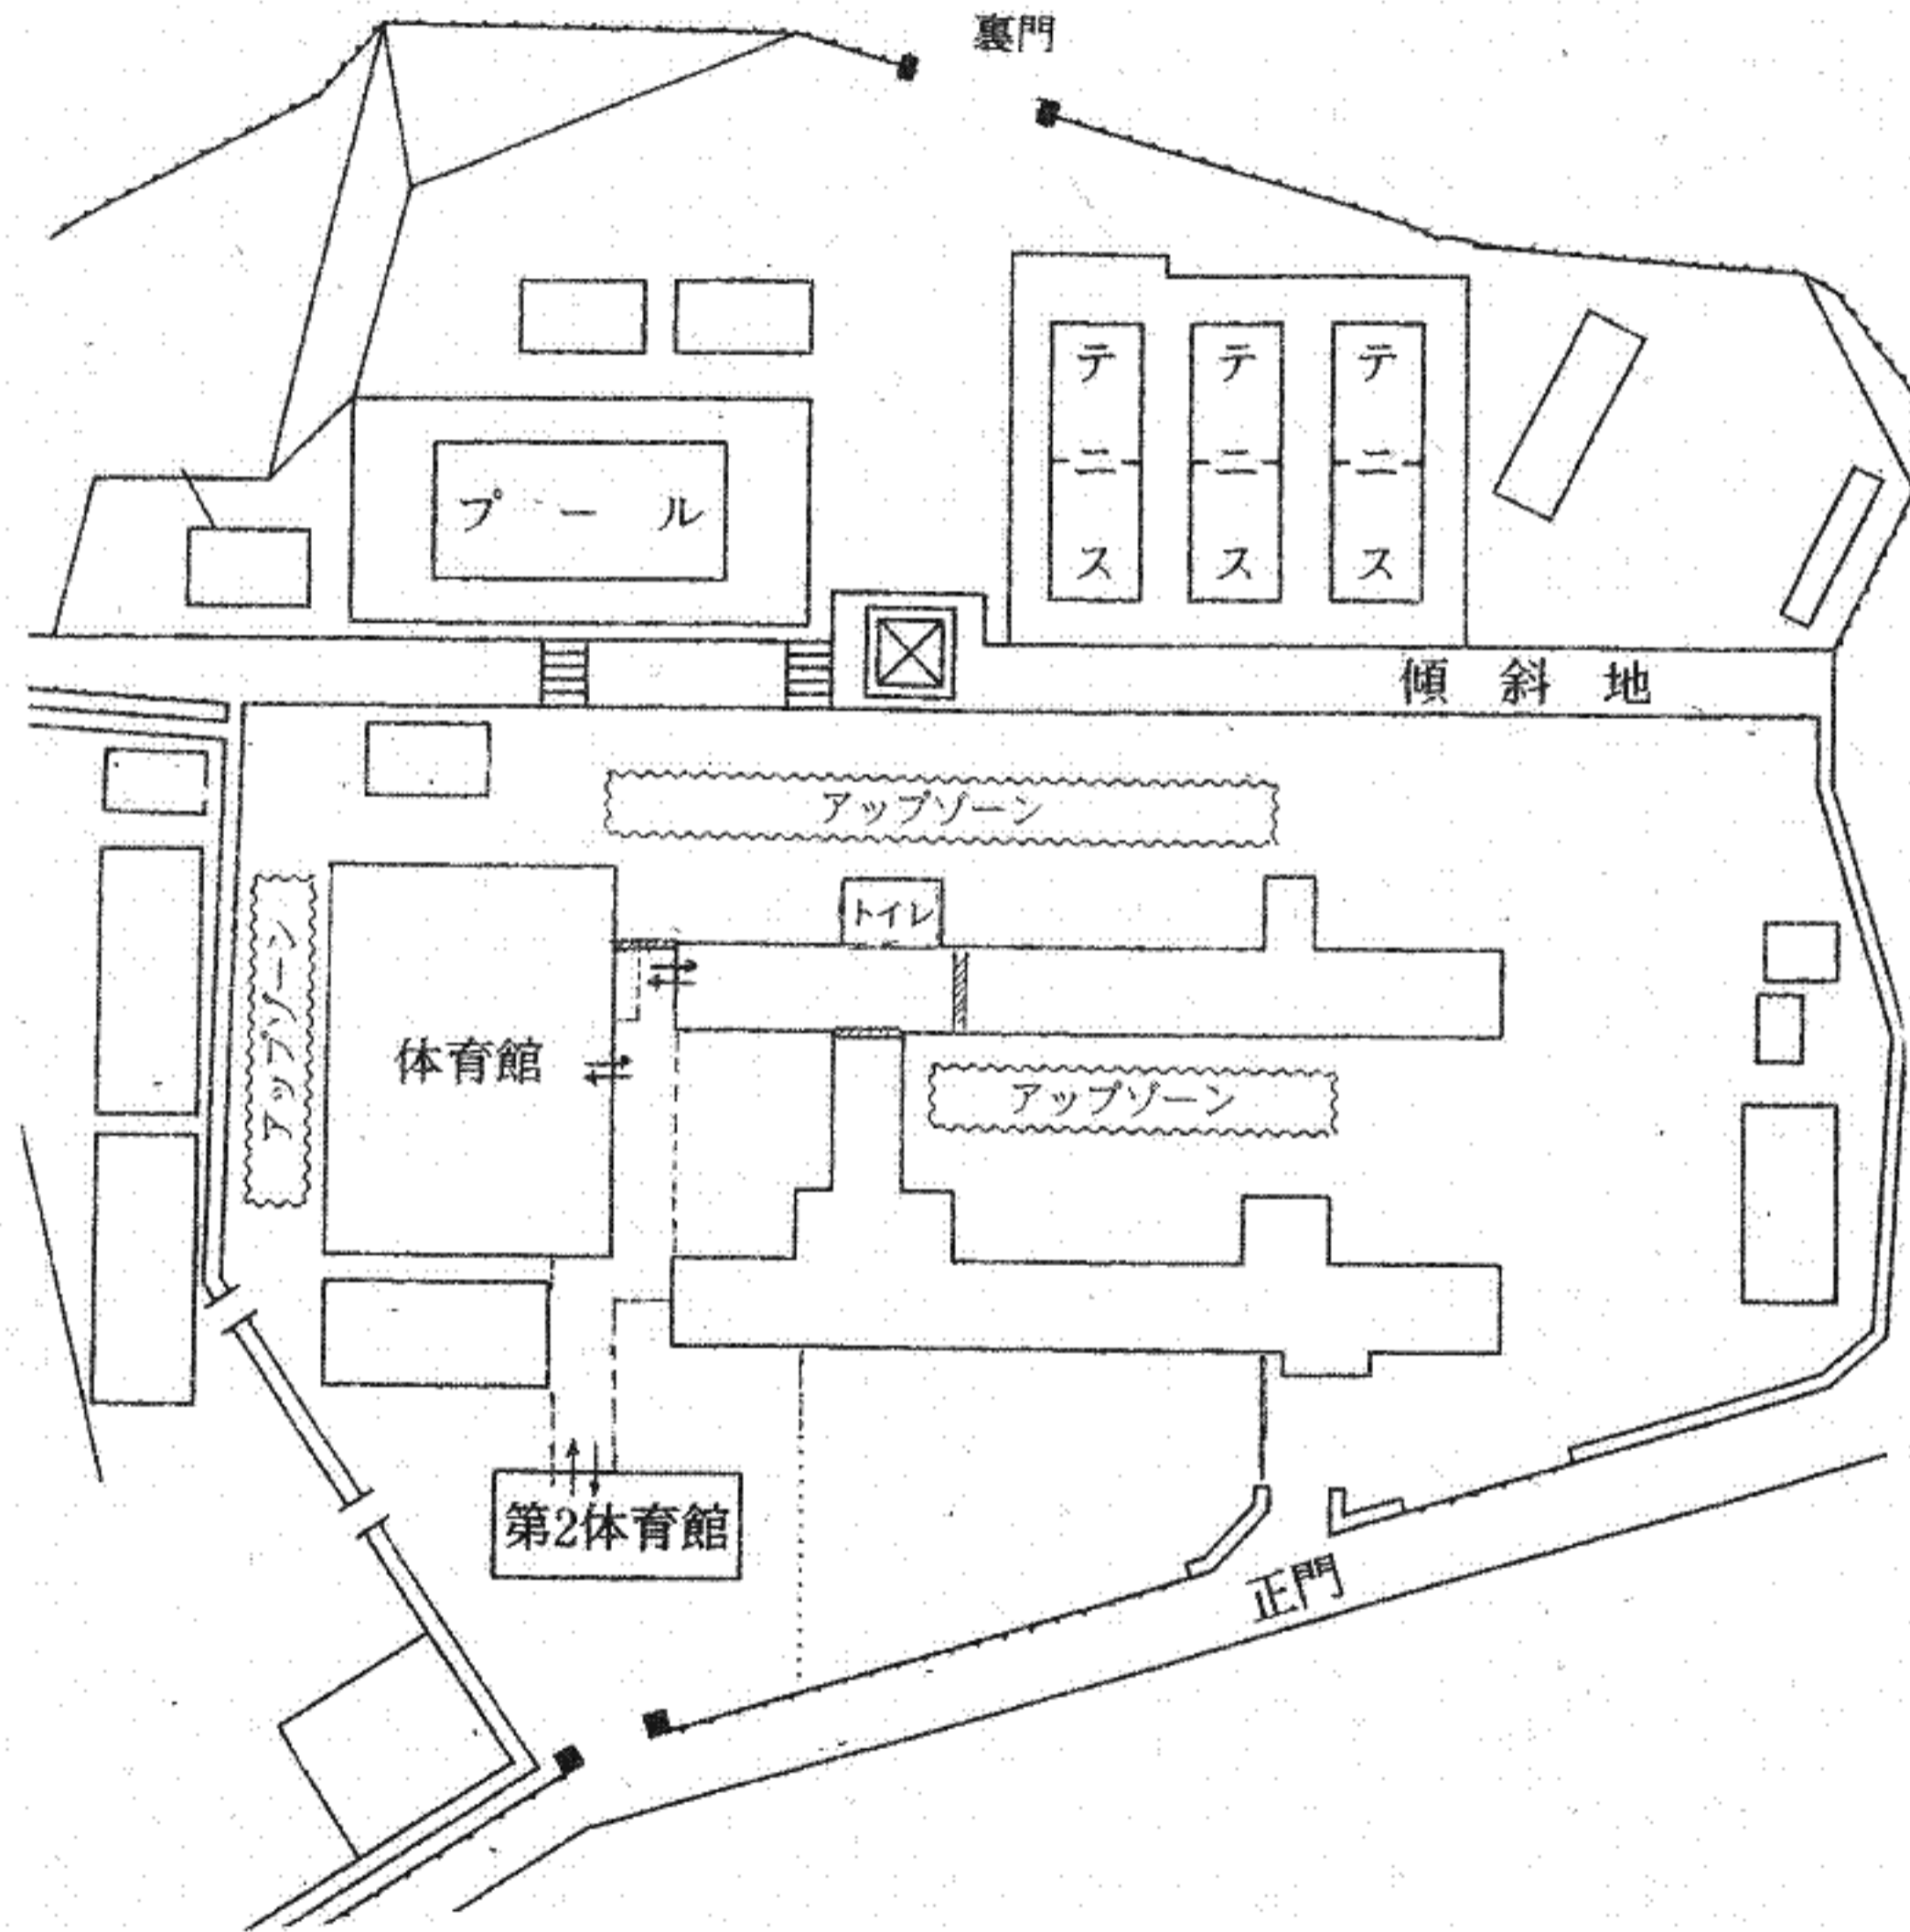 裏門
テニス
テニス
テニス
プール
傾斜地
アップゾーン
トイレ
アップゾーン
体育館
アップゾーン
第2体育館
正門